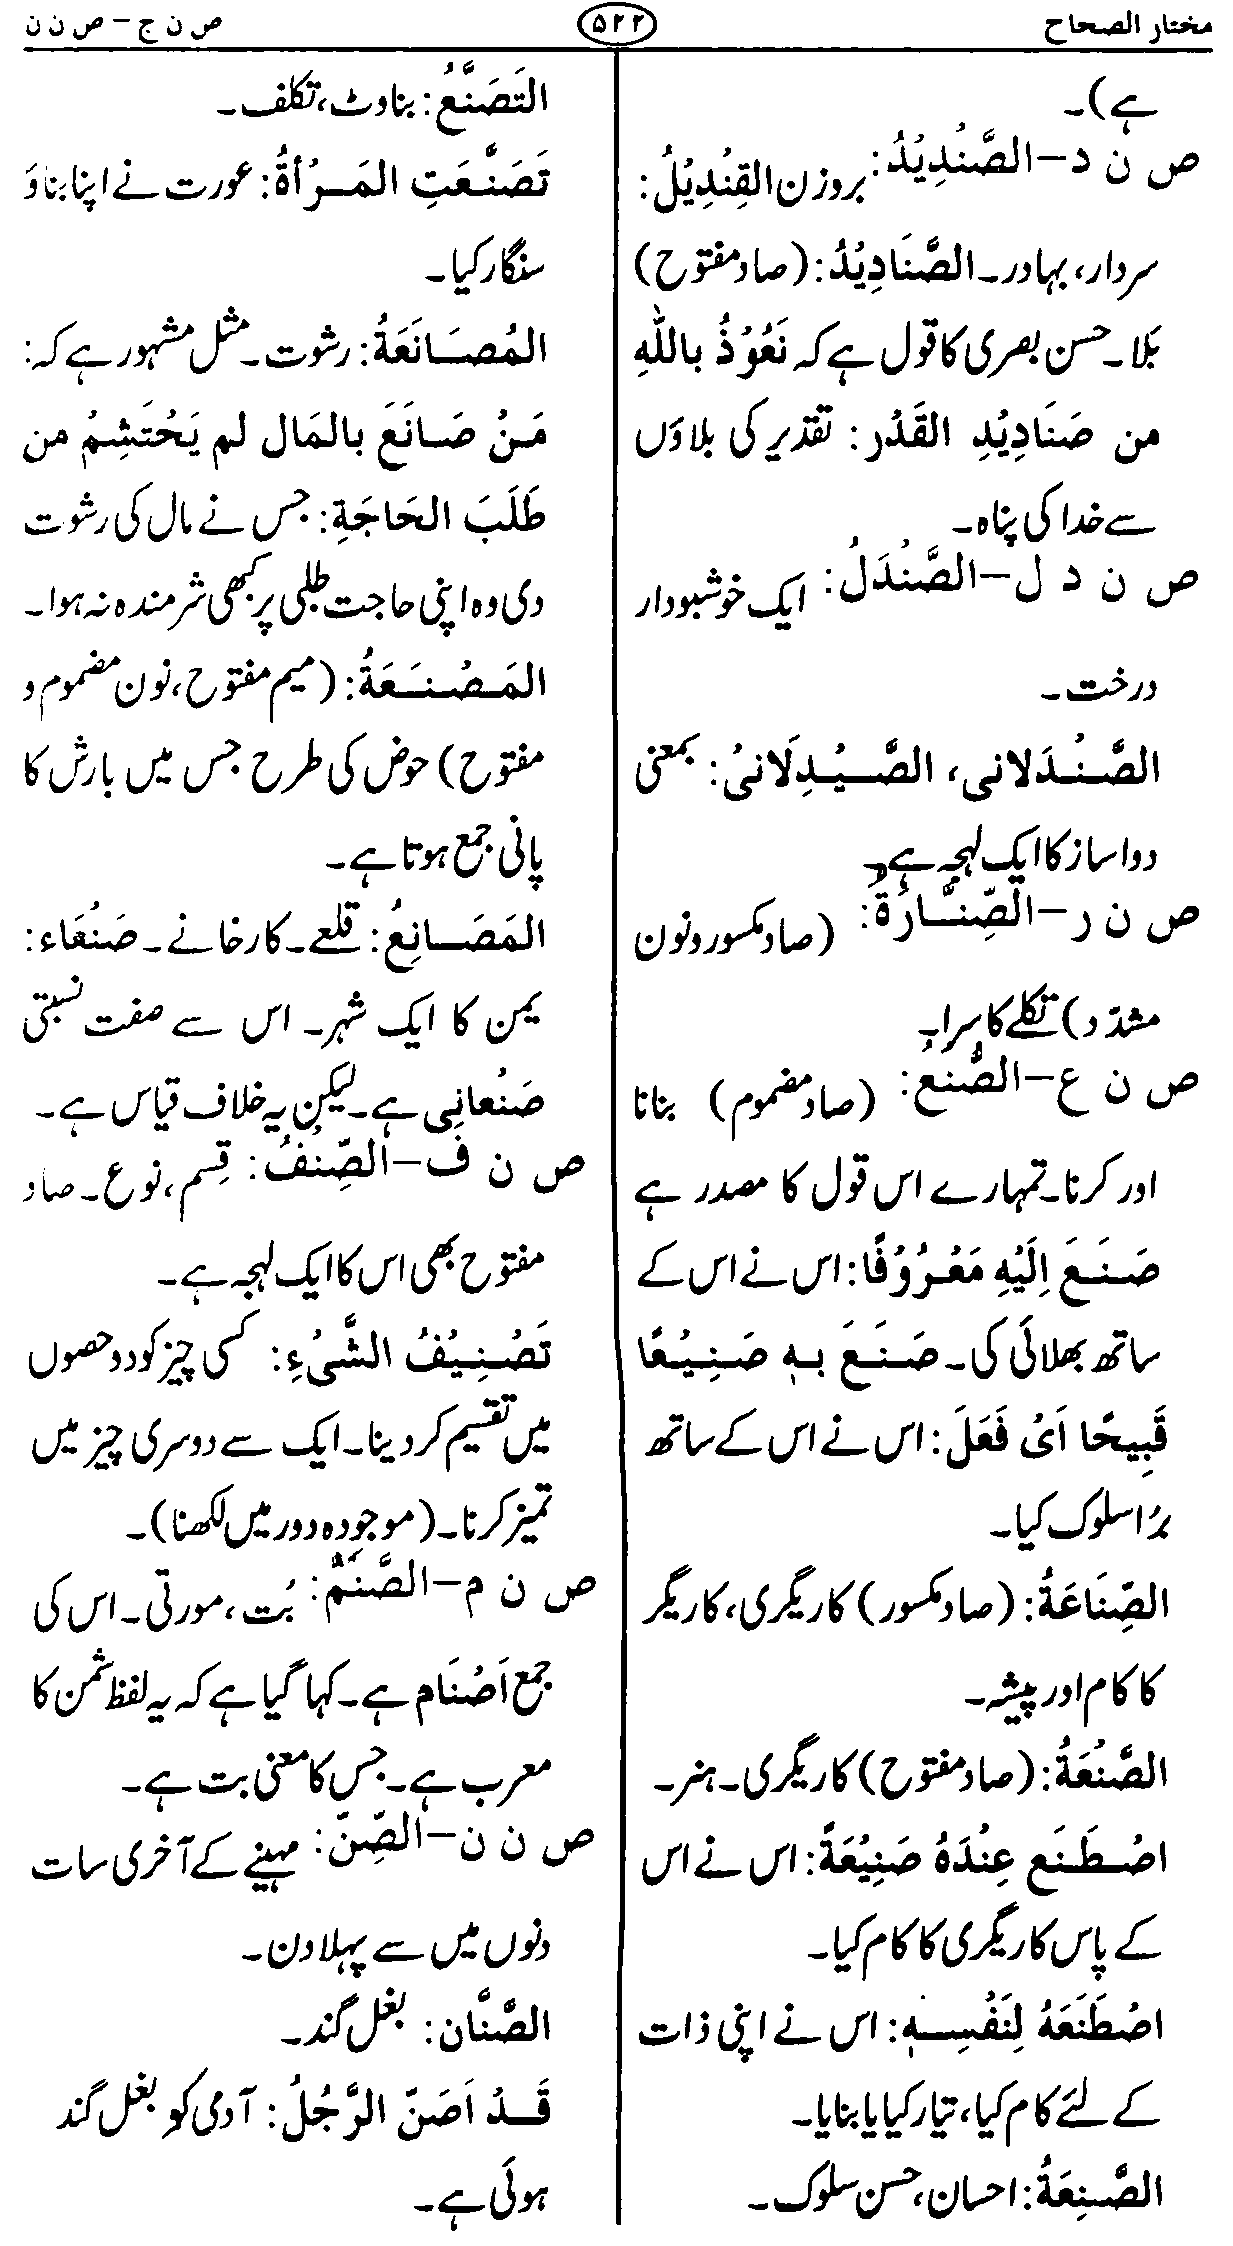 مختار الصحاح
۵۲۲
ص ن ج – ص ن ن
ہے)۔
ص ن د – الصَّنْدِیْدُ: بروزن القِنْدِیْلُ:
سردار، بہادر۔ الصَّنَادِیْدُ: (صاد مفتوح)
بَلا۔ حسن بصری کا قول ہے کہ نَعُوْذُ بِاللّٰهِ
من صَنَادِیْدِ القَدْر: تقدیر کی بلاؤں
سے خدا کی پناہ۔
ص ن د ل – الصَّنْدَلُ: ایک خوشبودار
درخت۔
الصَّنْدَلانی، الصَّیْدِلَانیْ: بمعنی
دوا ساز کا ایک لہجہ ہے۔
ص ن ر – الصِّنَّارَةُ: (صاد مکسور و نون
مشدّد) تکلے کا سرا۔
ص ن ع – الصُّنع: (صاد مضموم) بنانا
اور کرنا۔ تمہارے اس قول کا مصدر ہے
صَنَعَ اِلَیْهِ مَعْرُوْفًا: اس نے اس کے
ساتھ بھلائی کی۔ صَنَعَ بِهٖ صَنِیْعًا
قَبِیحًا اَیْ فَعَلَ: اس نے اس کے ساتھ
بُرا سلوک کیا۔
الصِّنَاعَةُ: (صاد مکسور) کاریگری، کاریگر
کا کام اور پیشہ۔
الصَّنْعَةُ: (صاد مفتوح) کاریگری۔ ہنر۔
اصْطَنَع عِنْدَهُ صَنِیْعَةً: اس نے اس
کے پاس کاریگری کا کام کیا۔
اصْطَنَعَهُ لِنَفْسِهٖ: اس نے اپنی ذات
کے لئے کام کیا، تیار کیا یا بنایا۔
الصَّنِعَةُ: احسان، حسن سلوک۔
التَصَنَّعُ: بناوٹ، تکلف۔
تَصَنَّعَتِ المَرْأةُ: عورت نے اپنا بناؤ
سنگار کیا۔
المُصَانَعَةُ: رشوت۔ مثل مشہور ہے کہ:
مَنْ صَانَعَ بالمَال لم یَحْتَشِمْ من
طَلَبَ الحَاجَةِ: جس نے مال کی رشوت
دی وہ اپنی حاجت طلبی پر کبھی شرمندہ نہ ہوا۔
المَصْنَعَةُ: (میم مفتوح، نون مضموم و
مفتوح) حوض کی طرح جس میں بارش کا
پانی جمع ہوتا ہے۔
المَصَانِعُ: قلعے۔ کارخانے۔ صَنْعَاء:
یمن کا ایک شہر۔ اس سے صفت نسبتی
صَنْعانِی ہے۔ لیکن یہ خلاف قیاس ہے۔
ص ن ف – الصِّنْفُ: قسم، نوع۔ صاد
مفتوح بھی اس کا ایک لہجہ ہے۔
تَصْنِیْفُ الشَّیْءِ: کسی چیز کو دو حصوں
میں تقسیم کر دینا۔ ایک سے دوسری چیز میں
تمیز کرنا۔ (موجودہ دور میں لکھنا)۔
ص ن م – الصَّنَمُ: بُت، مورتی۔ اس کی
جمع اَصْنَام ہے۔ کہا گیا ہے کہ یہ لفظ شمن کا
معرب ہے۔ جس کا معنی بت ہے۔
ص ن ن – الصِّنّ: مہینے کے آخری سات
دنوں میں سے پہلا دن۔
الصُّنَان: بغل گند۔
قَدْ اَصَنّ الرَّجُلُ: آدمی کو بغل گند
ہوئی ہے۔